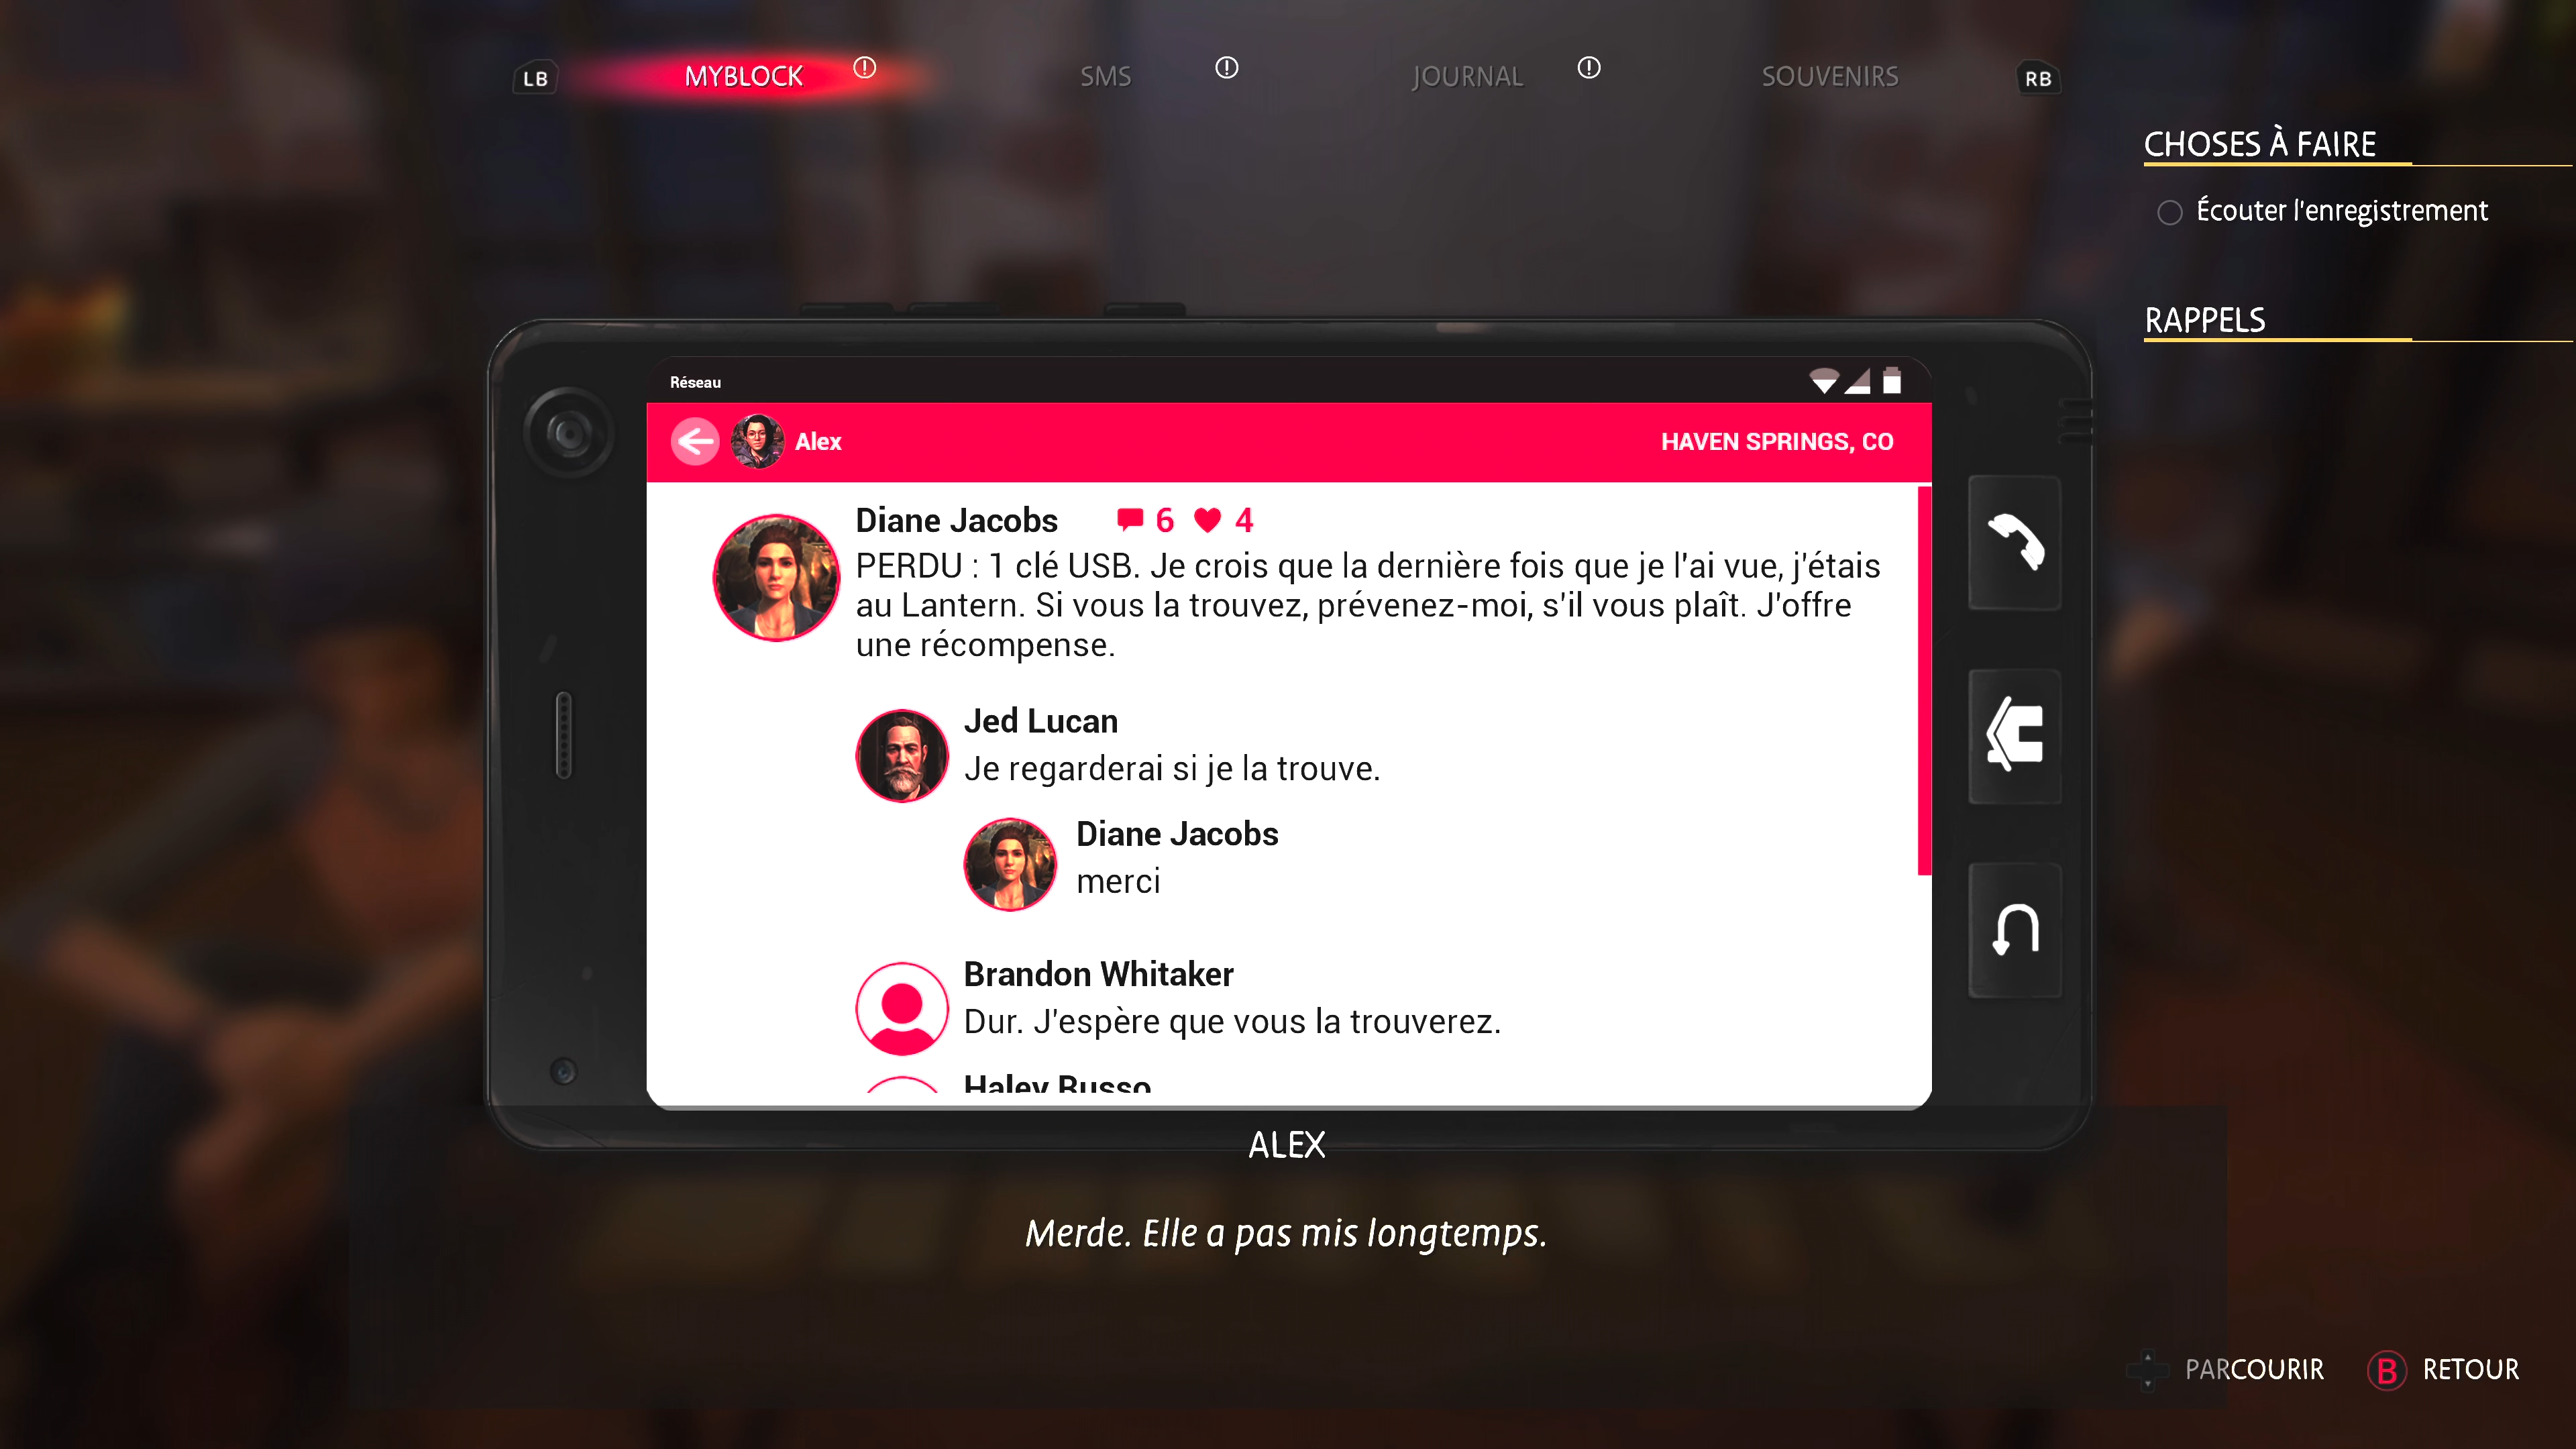 LB
MYBLOCK
SMS
JOURNAL
SOUVENIRS
RB
CHOSES À FAIRE
Écouter l'enregistrement
RAPPELS
Réseau
Alex
HAVEN SPRINGS, CO
Diane Jacobs 6 4
PERDU : 1 clé USB. Je crois que la dernière fois que je l'ai vue, j'étais
au Lantern. Si vous la trouvez, prévenez-moi, s'il vous plaît. J'offre
une récompense.
Jed Lucan
Je regarderai si je la trouve.
Diane Jacobs
merci
Brandon Whitaker
Dur. J'espère que vous la trouverez.
Haley Russo
ALEX
Merde. Elle a pas mis longtemps.
PARCOURIR
B RETOUR